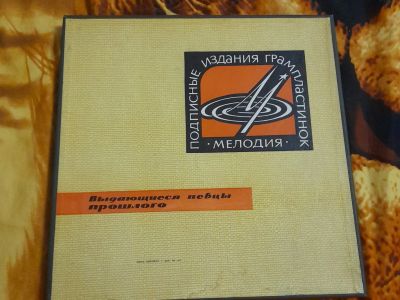 ПОДПИСНЫЕ ИЗДАНИЯ ГРАМПЛАСТИНОК
· МЕЛОДИЯ ·
Выдающиеся певцы
прошлого